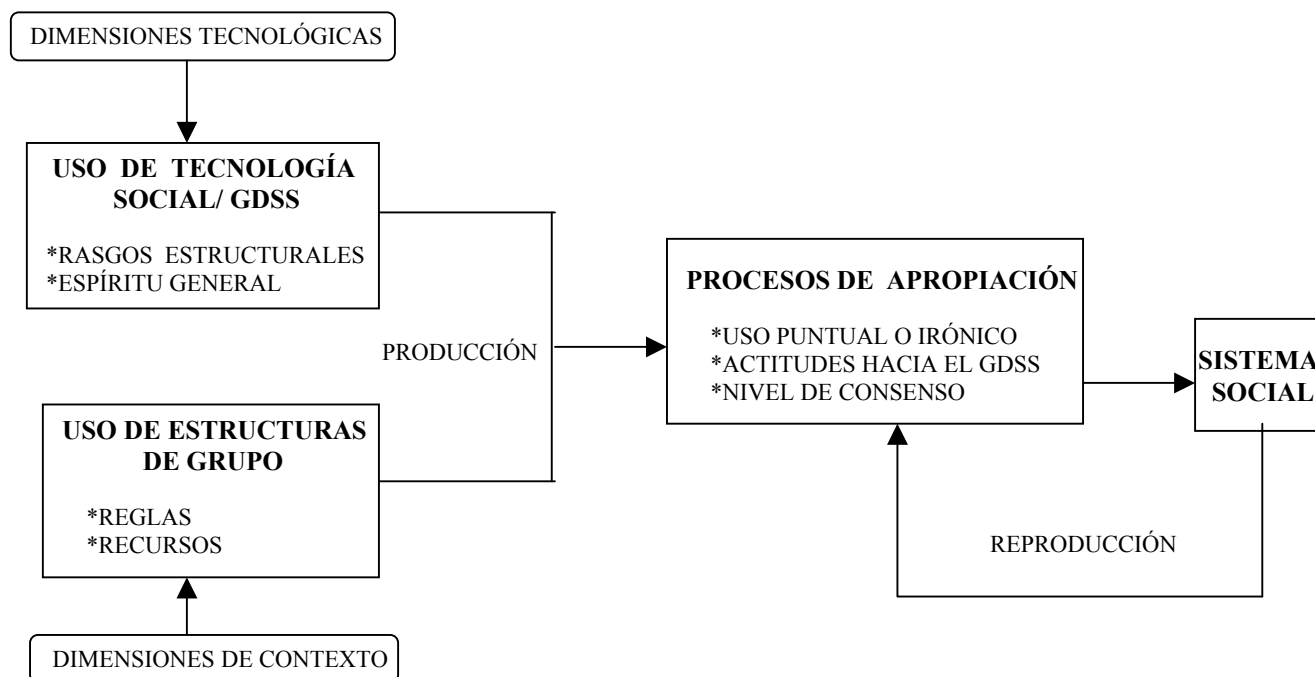 DIMENSIONES TECNOLÓGICAS
USO DE TECNOLOGÍA
SOCIAL/ GDSS
*RASGOS ESTRUCTURALES
*ESPÍRITU GENERAL
PRODUCCIÓN
USO DE ESTRUCTURAS
DE GRUPO
*REGLAS
*RECURSOS
DIMENSIONES DE CONTEXTO
PROCESOS DE APROPIACIÓN
*USO PUNTUAL O IRÓNICO
*ACTITUDES HACIA EL GDSS
*NIVEL DE CONSENSO
SISTEMA
SOCIAL
REPRODUCCIÓN